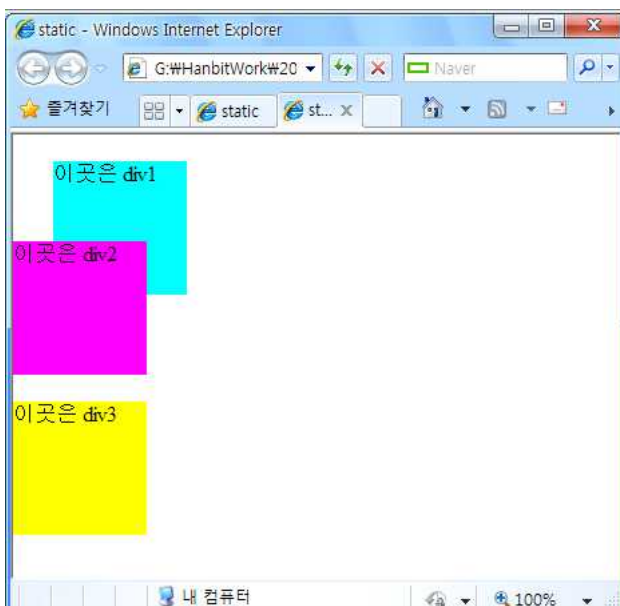 static - Windows Internet Explorer
G:₩HanbitWork₩20
Naver
즐겨찾기
static
st...
이곳은 div1
이곳은 div2
이곳은 div3
내 컴퓨터
100%